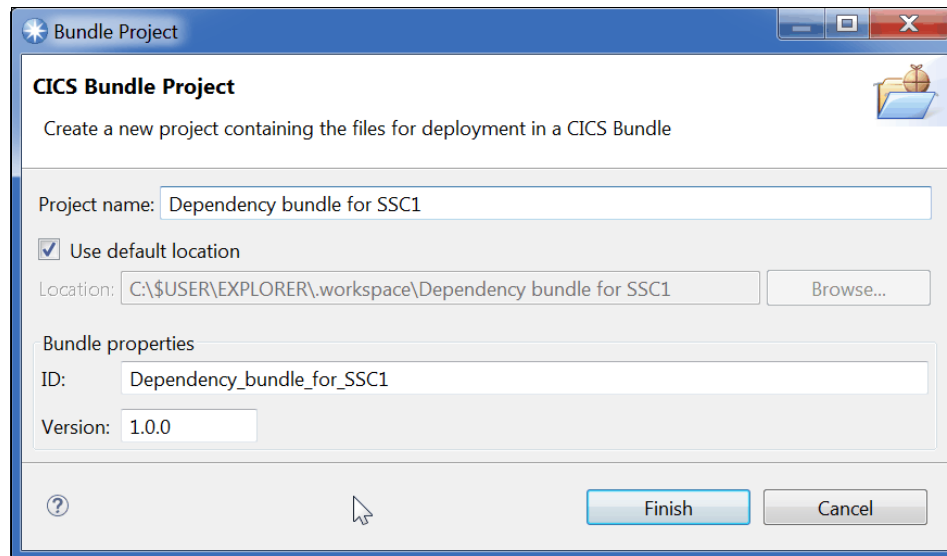 Bundle Project
CICS Bundle Project
Create a new project containing the files for deployment in a CICS Bundle
Project name: Dependency bundle for SSC1
Use default location
Location: C:\$USER\EXPLORER\.workspace\Dependency bundle for SSC1 Browse...
Bundle properties
ID: Dependency_bundle_for_SSC1
Version: 1.0.0
? Finish Cancel